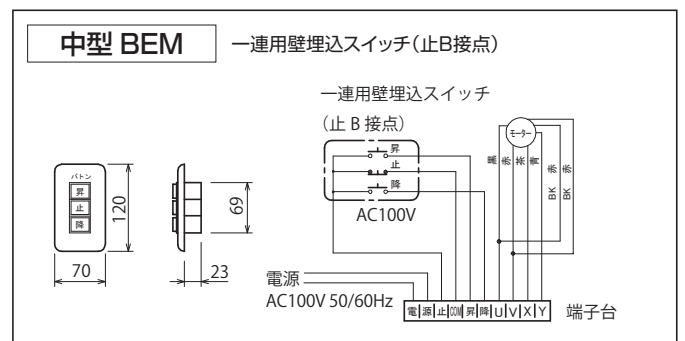 中型 BEM
一連用壁埋込スイッチ(止B接点)
一連用壁埋込スイッチ
(止 B 接点)
昇
止
降
AC100V
モーター
黒 赤 茶 青
BK 赤
BK 赤
バトン
昇
止
降
120
70
69
23
電源
AC100V 50/60Hz
電 源 止 COM 昇 降 U V X Y
端子台